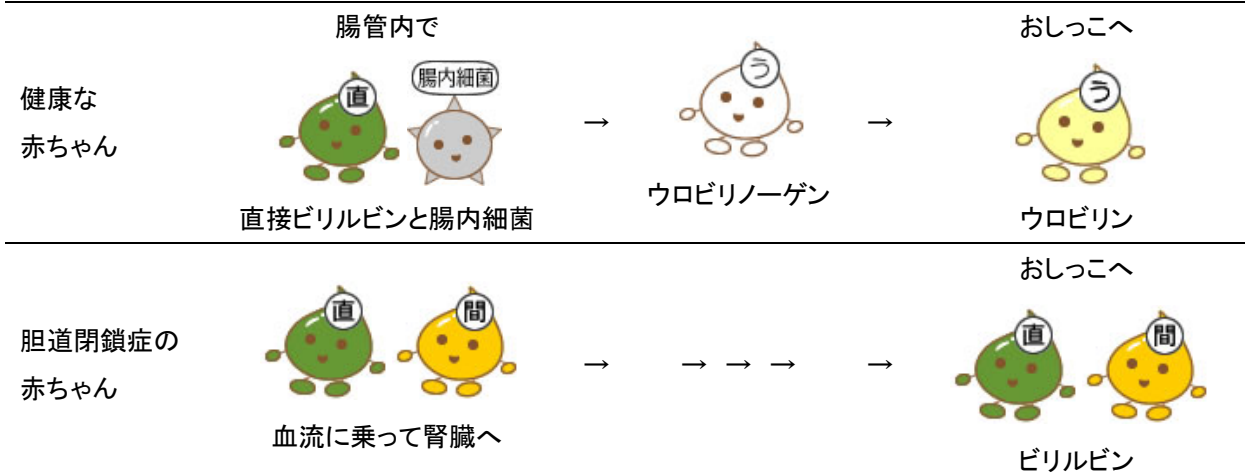 腸管内で
おしっこへ
健康な
赤ちゃん
直
腸内細菌
→
う
→
う
直接ビリルビンと腸内細菌
ウロビリノーゲン
ウロビリン
おしっこへ
胆道閉鎖症の
赤ちゃん
直
間
→
→ → →
→
直
間
血流に乗って腎臓へ
ビリルビン